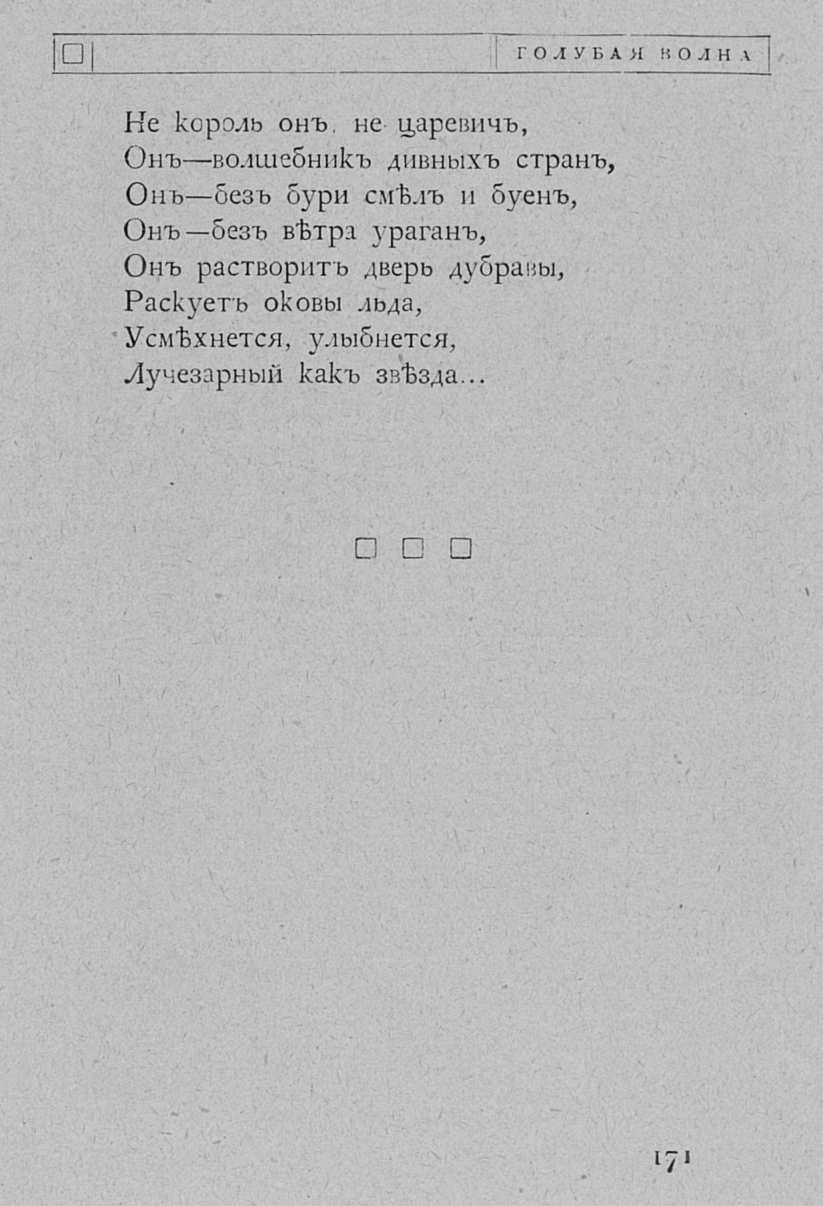 ГОЛУБАЯ ВОЛНА
Не король онъ, не царевичъ,
Онъ—волшебникъ дивныхъ странъ,
Онъ—безъ бури смѣлъ и буенъ,
Онъ—безъ вѣтра ураганъ,
Онъ растворитъ дверь дубравы,
Раскуетъ оковы льда,
Усмѣхнется, улыбнется,
Лучезарный какъ звѣзда...
171